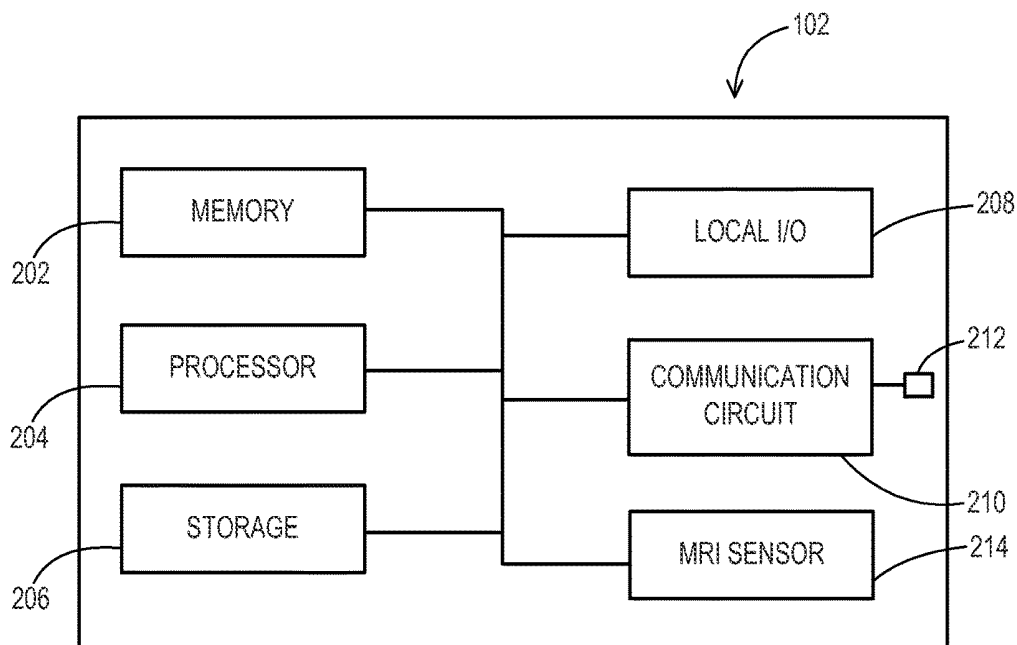 102
MEMORY
LOCAL I/O
208
202
PROCESSOR
COMMUNICATION
CIRCUIT
212
204
210
STORAGE
MRI SENSOR
214
206